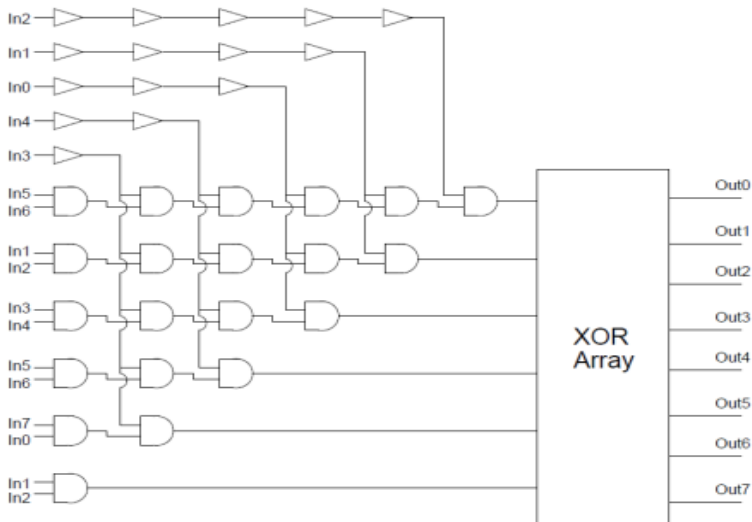 In2
In1
In0
In4
In3
In5
In6
In1
In2
In3
In4
In5
In6
In7
In0
In1
In2
XOR
Array
Out0
Out1
Out2
Out3
Out4
Out5
Out6
Out7